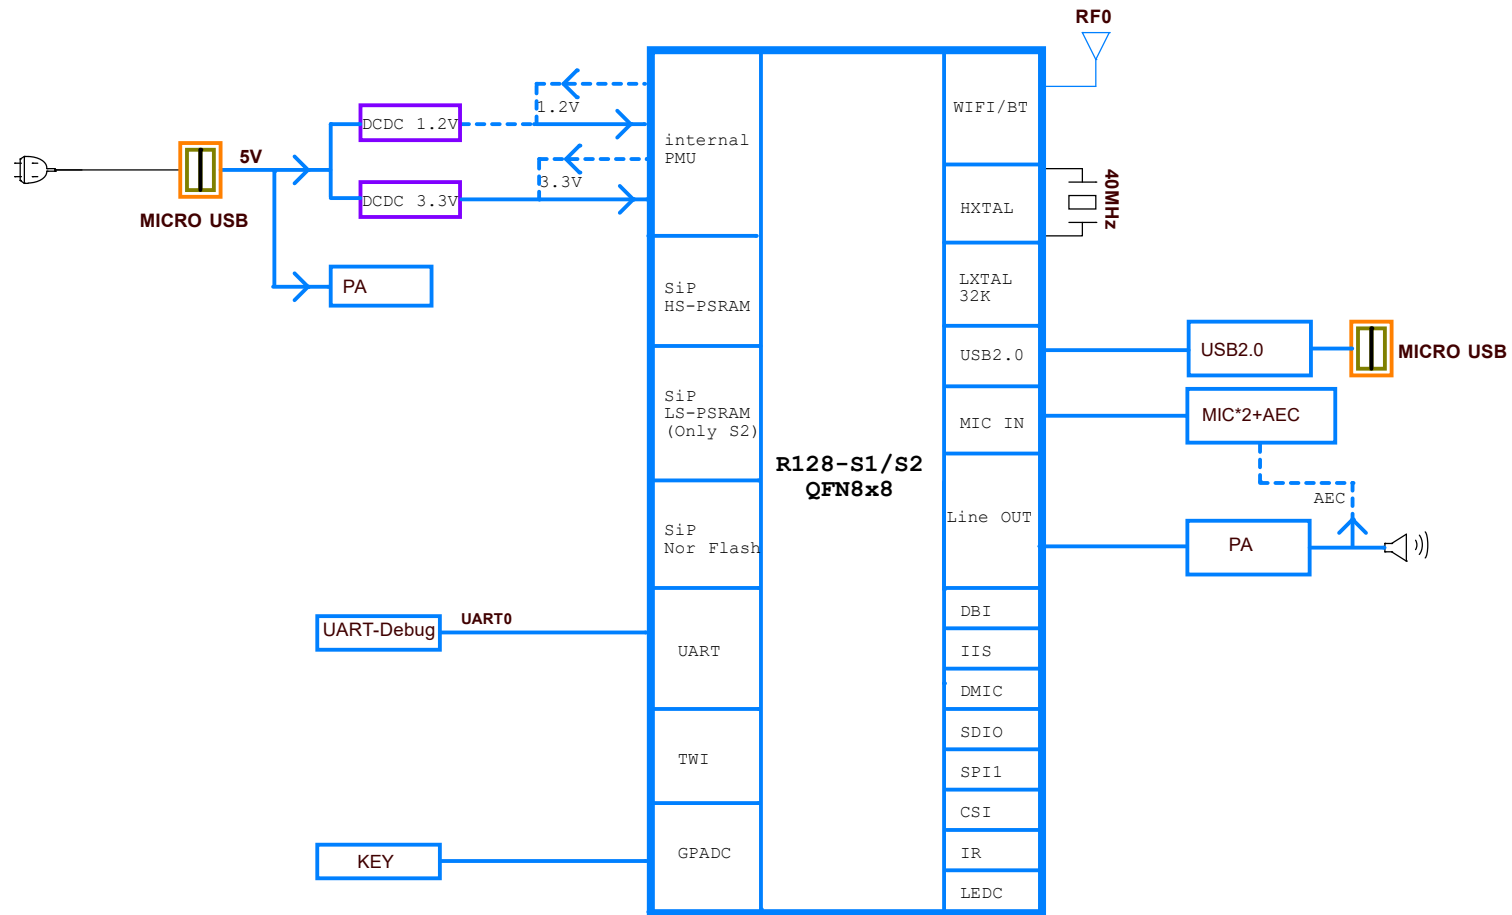 RF0
1.2V
DCDC 1.2V
internal
PMU
5V
3.3V
DCDC 3.3V
MICRO USB
PA
SiP
HS-PSRAM
SiP
LS-PSRAM
(Only S2)
SiP
Nor Flash
UART-Debug
UART0
UART
TWI
KEY
GPADC
R128-S1/S2
QFN8x8
WIFI/BT
HXTAL
40MHz
LXTAL
32K
USB2.0
USB2.0
MICRO USB
MIC IN
MIC*2+AEC
AEC
Line OUT
PA
DBI
IIS
DMIC
SDIO
SPI1
CSI
IR
LEDC